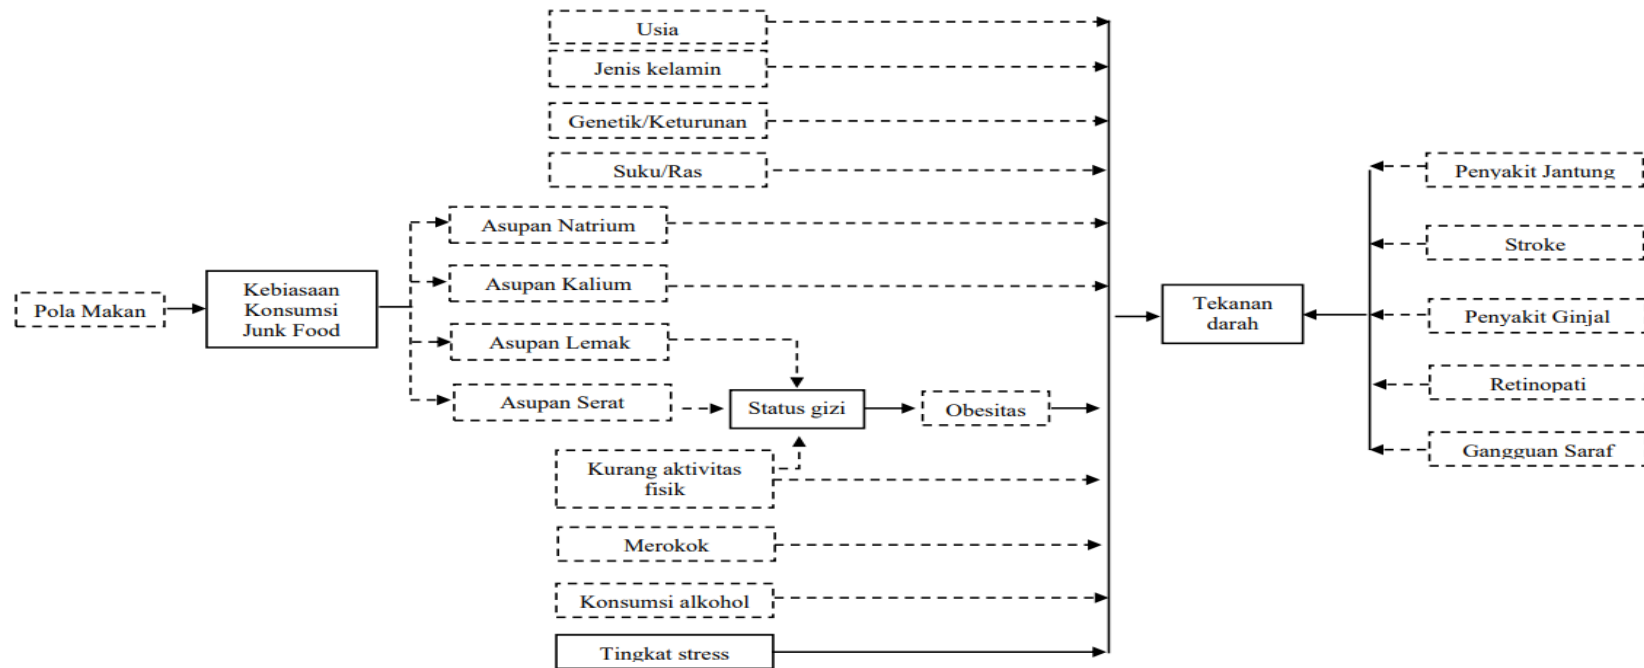 Usia
Jenis kelamin
Genetik/Keturunan
Suku/Ras
Asupan Natrium
Asupan Kalium
Asupan Lemak
Asupan Serat
Pola Makan
Kebiasaan
Konsumsi
Junk Food
Status gizi
Obesitas
Kurang aktivitas
fisik
Merokok
Konsumsi alkohol
Tingkat stress
Tekanan
darah
Penyakit Jantung
Stroke
Penyakit Ginjal
Retinopati
Gangguan Saraf